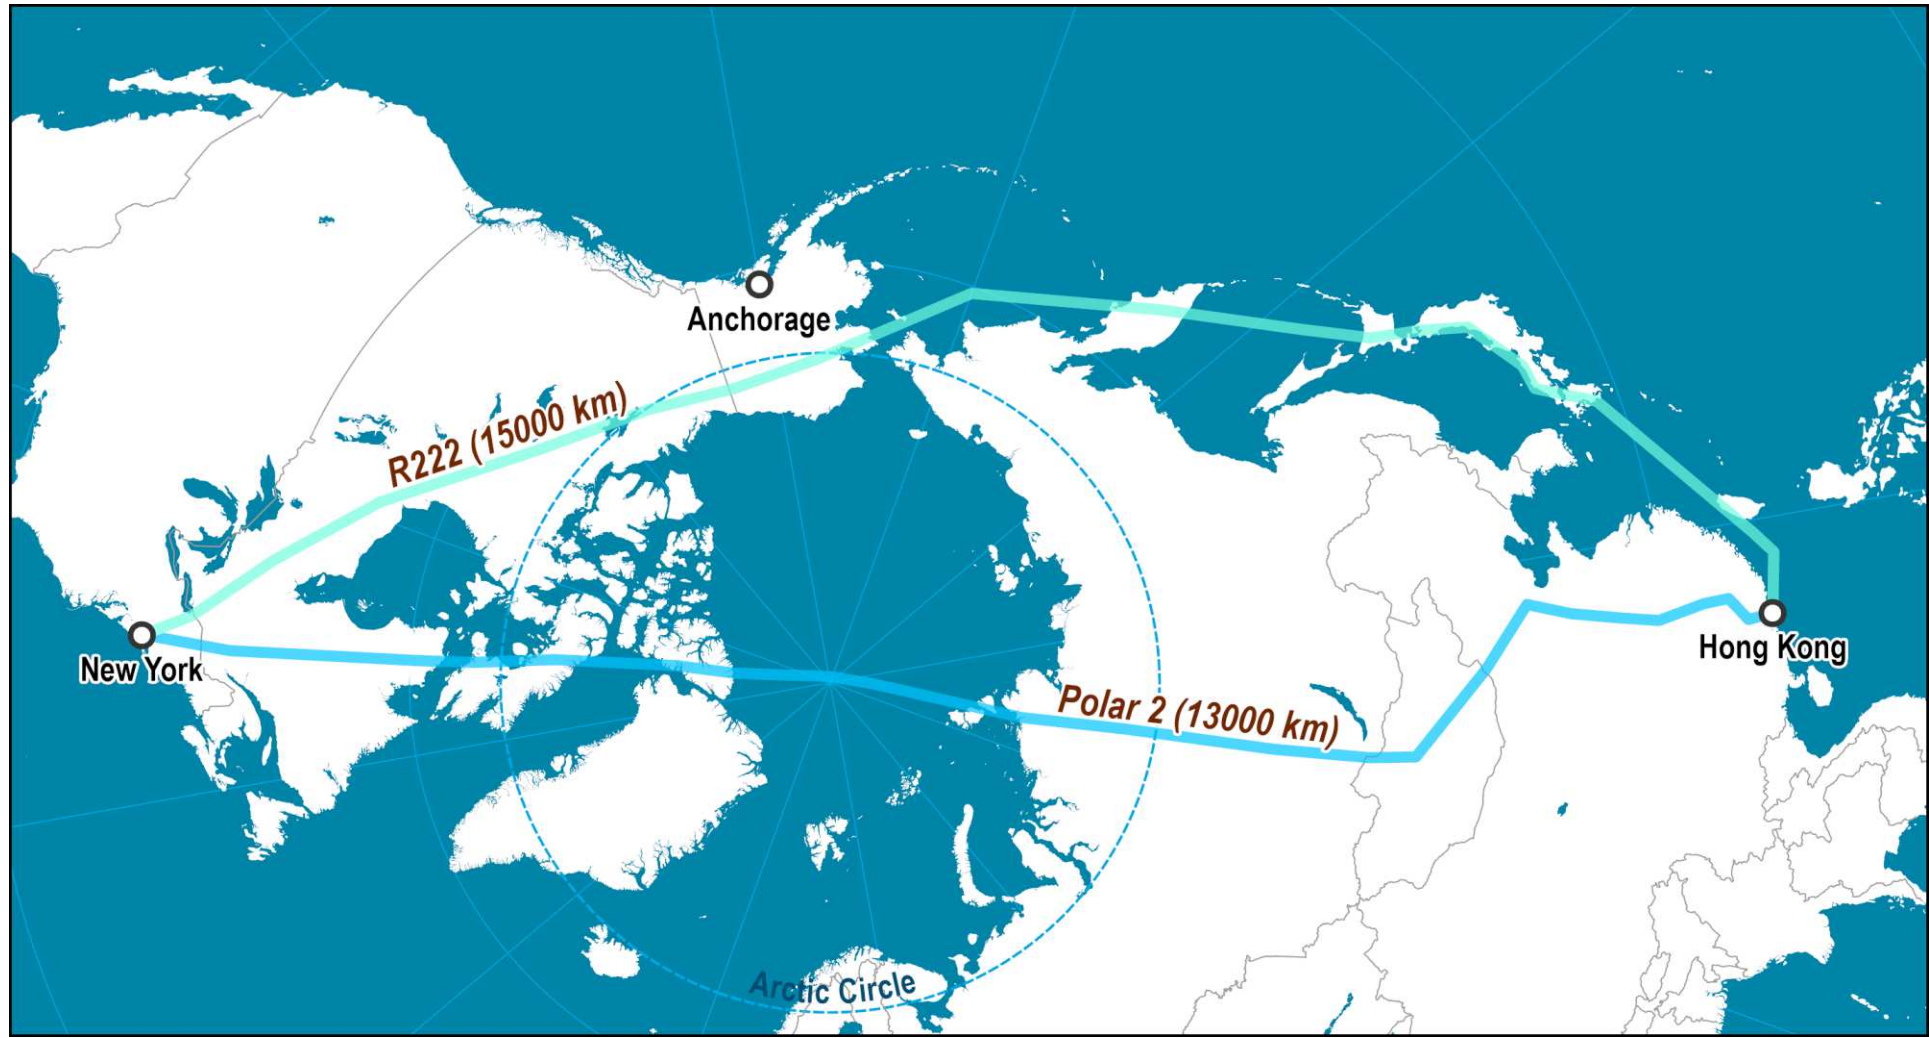 Anchorage
R222 (15000 km)
New York
Hong Kong
Polar 2 (13000 km)
Arctic Circle